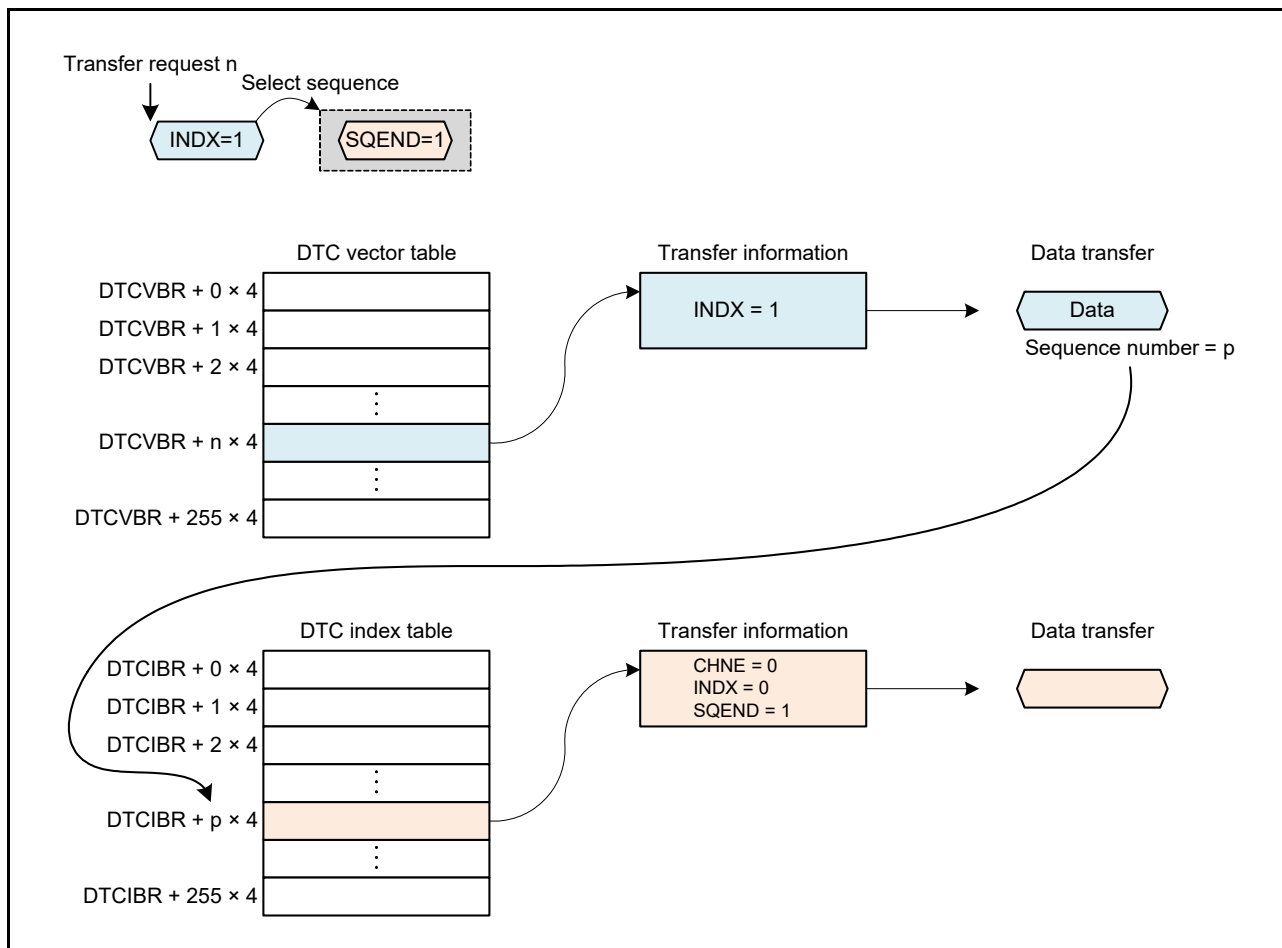 Transfer request n
Select sequence
INDX=1
SQEND=1
DTC vector table
Transfer information
Data transfer
DTCVBR + 0 × 4
DTCVBR + 1 × 4
DTCVBR + 2 × 4
⋮
DTCVBR + n × 4
⋮
DTCVBR + 255 × 4
INDX = 1
Data
Sequence number = p
DTC index table
Transfer information
Data transfer
DTCIBR + 0 × 4
DTCIBR + 1 × 4
DTCIBR + 2 × 4
⋮
DTCIBR + p × 4
⋮
DTCIBR + 255 × 4
CHNE = 0
INDX = 0
SQEND = 1